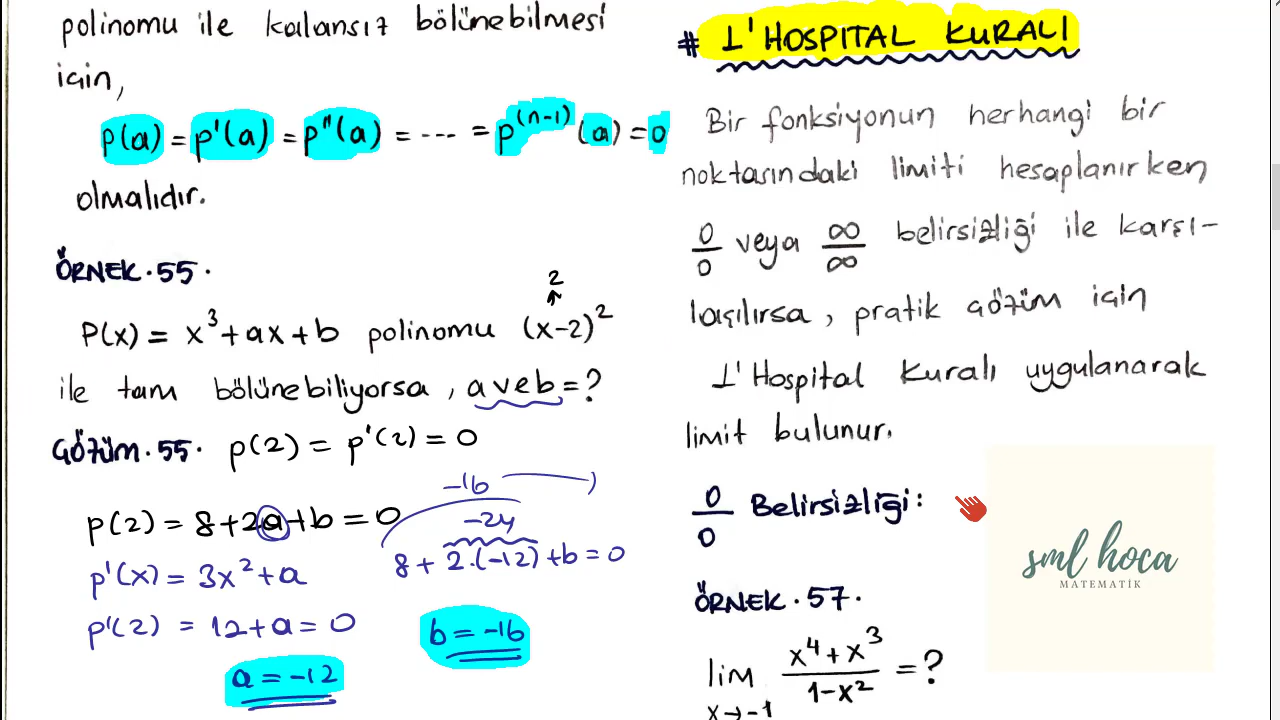 polinomu ile kalansız bölünebilmesi
için,
p(a) = p'(a) = p''(a) = ---- = p^(n-1) (a) = 0
olmalıdır.
ÖRNEK.55.
2
P(x) = x³ + ax + b polinomu (x-2)²
ile tam bölünebiliyorsa, a ve b = ?
ÇÖZÜM.55. p(2) = p'(2) = 0
p(2) = 8 + 2a + b = 0
p'(x) = 3x² + a
p'(2) = 12 + a = 0
a = -12
-16
-24
8 + 2.(-12) + b = 0
b = -16
# L'HOSPITAL KURALI
Bir fonksiyonun herhangi bir
noktasındaki limiti hesaplanırken
0/0 veya ∞/∞ belirsizliği ile karşı-
laşılırsa, pratik çözüm için
L'Hospital Kuralı uygulanarak
limit bulunur.
0/0 Belirsizliği:
ÖRNEK.57.
lim x→-1 (x⁴ + x³)/(1-x²) = ?
sml hoca
MATEMATİK